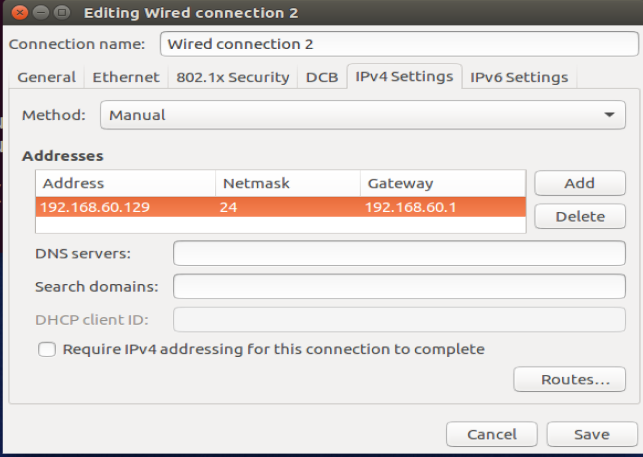 Editing Wired connection 2
Connection name: Wired connection 2
General Ethernet 802.1x Security DCB IPv4 Settings IPv6 Settings
Method: Manual
Addresses
Address Netmask Gateway Add
192.168.60.129 24 192.168.60.1
Delete
DNS servers:
Search domains:
DHCP client ID:
Require IPv4 addressing for this connection to complete
Routes...
Cancel Save